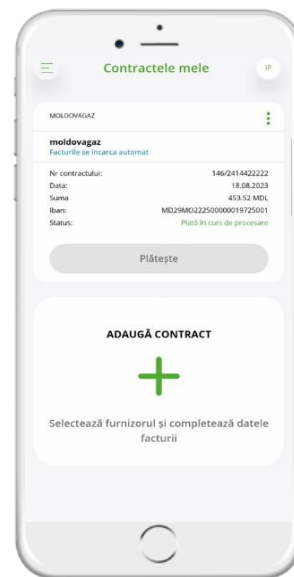 Contractele mele
IP
MOLDOVAGAZ
moldovagaz
Facturile se incarca automat
Nr contractului: 146/2414422222
Data: 18.08.2023
Suma 453.52 MDL
Iban: MD29MO2225000000019725001
Status: Plată în curs de procesare
Plătește
ADAUGĂ CONTRACT
Selectează furnizorul și completează datele
facturii